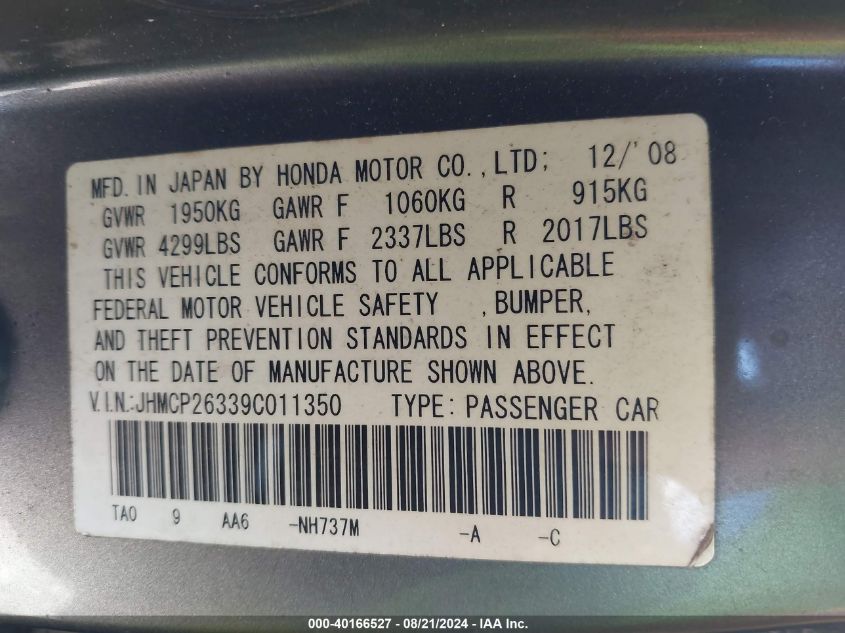 MFD. IN JAPAN BY HONDA MOTOR CO.,LTD; 12/'08
GVWR 1950KG GAWR F 1060KG R 915KG
GVWR 4299LBS GAWR F 2337LBS R 2017LBS
THIS VEHICLE CONFORMS TO ALL APPLICABLE
FEDERAL MOTOR VEHICLE SAFETY , BUMPER,
AND THEFT PREVENTION STANDARDS IN EFFECT
ON THE DATE OF MANUFACTURE SHOWN ABOVE.
V.I.N.:JHMCP26339C011350 TYPE: PASSENGER CAR
TA0 9 AA6 -NH737M -A -C
000-40166527 - 08/21/2024 - IAA Inc.